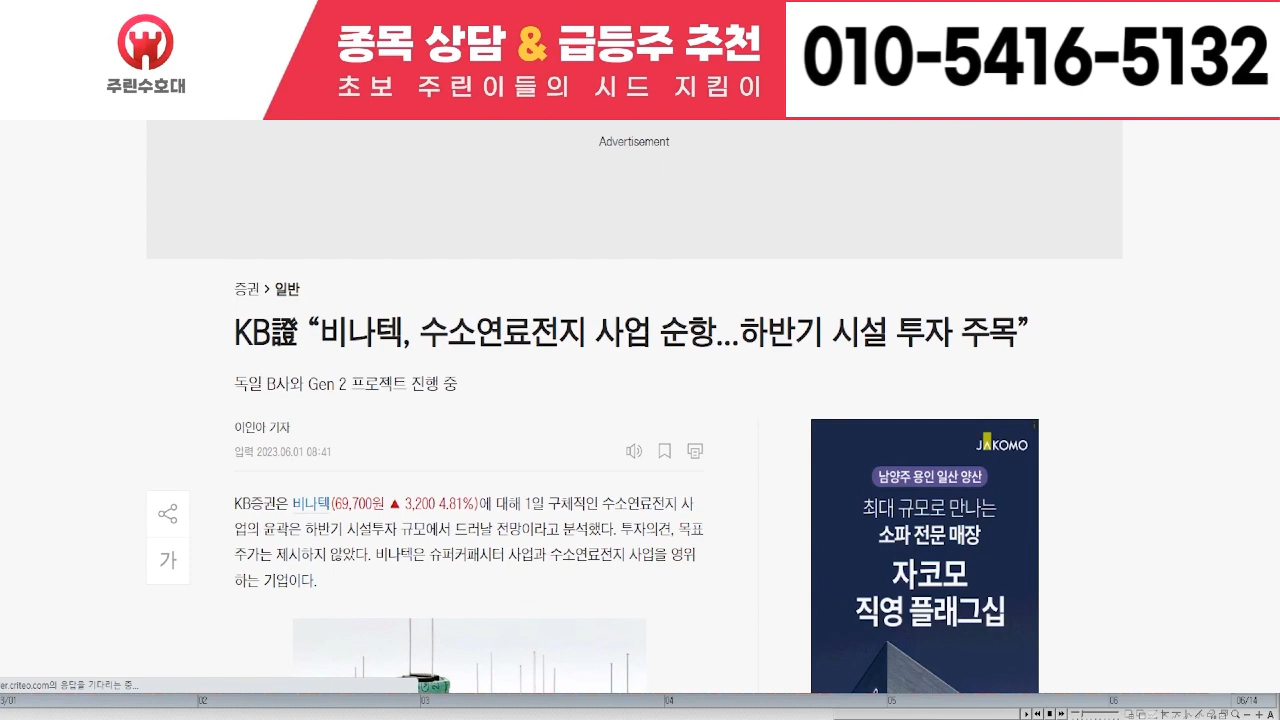 주린수호대
종목 상담 & 급등주 추천
초보 주린이들의 시드 지킴이
010-5416-5132
Advertisement
증권 > 일반
KB證 “비나텍, 수소연료전지 사업 순항...하반기 시설 투자 주목”
독일 B사와 Gen 2 프로젝트 진행 중
이인아 기자
입력 2023.06.01 08:41
KB증권은 비나텍(69,700원 ▲ 3,200 4.81%)에 대해 1일 구체적인 수소연료전지 사
업의 윤곽은 하반기 시설투자 규모에서 드러날 전망이라고 분석했다. 투자의견, 목표
주가는 제시하지 않았다. 비나텍은 슈퍼커패시터 사업과 수소연료전지 사업을 영위
하는 기업이다.
가
JAKOMO
남양주 용인 일산 양산
최대 규모로 만나는
소파 전문 매장
자코모
직영 플래그십
er.criteo.com의 응답을 기다리는 중...
3/01 02 03 04 05 06 06/14